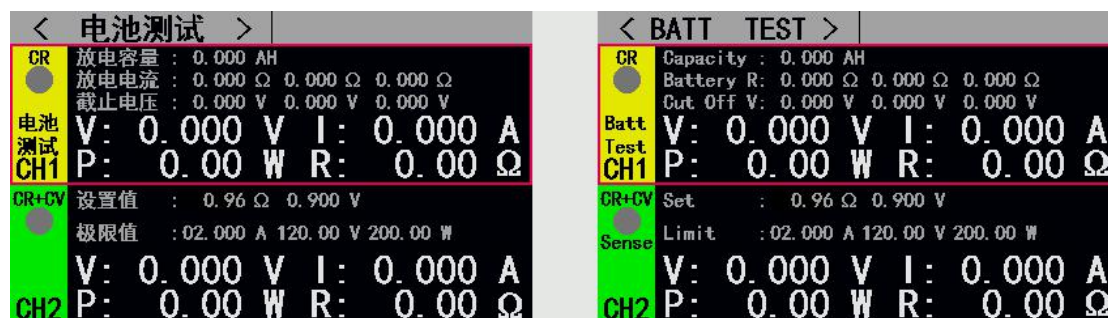 < 电池测试 >
CR
放电容量 : 0.000 AH
放电电流 : 0.000 Ω 0.000 Ω 0.000 Ω
截止电压 : 0.000 V 0.000 V 0.000 V
电池
测试
CH1
V: 0.000 V I: 0.000 A
P: 0.00 W R: 0.00 Ω
CR+CV
设置值 : 0.96 Ω 0.900 V
极限值 :02.000 A 120.00 V 200.00 W
V: 0.000 V I: 0.000 A
CH2
P: 0.00 W R: 0.00 Ω
< BATT TEST >
CR
Capacity : 0.000 AH
Battery R: 0.000 Ω 0.000 Ω 0.000 Ω
Cut Off V: 0.000 V 0.000 V 0.000 V
Batt
Test
CH1
V: 0.000 V I: 0.000 A
P: 0.00 W R: 0.00 Ω
CR+CV
Set : 0.96 Ω 0.900 V
Sense
Limit :02.000 A 120.00 V 200.00 W
V: 0.000 V I: 0.000 A
CH2
P: 0.00 W R: 0.00 Ω